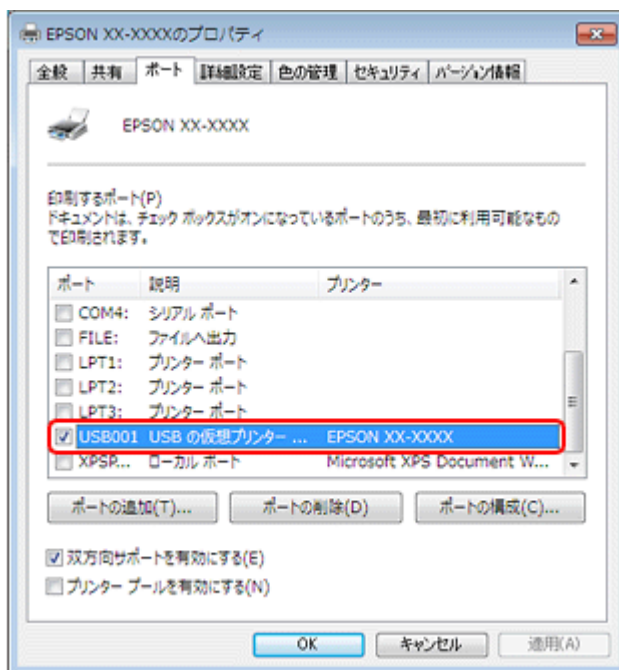 EPSON XX-XXXXのプロパティ
全般 共有 ポート 詳細設定 色の管理 セキュリティ バージョン情報
EPSON XX-XXXX
印刷するポート(P)
ドキュメントは、チェック ボックスがオンになっているポートのうち、最初に利用可能なもの
で印刷されます。
ポート 説明 プリンター
COM4: シリアル ポート
FILE: ファイルへ出力
LPT1: プリンター ポート
LPT2: プリンター ポート
LPT3: プリンター ポート
USB001 USB の仮想プリンター ... EPSON XX-XXXX
XPSP... ローカル ポート Microsoft XPS Document W...
ポートの追加(T)... ポートの削除(D) ポートの構成(C)...
双方向サポートを有効にする(E)
プリンター プールを有効にする(N)
OK キャンセル 適用(A)